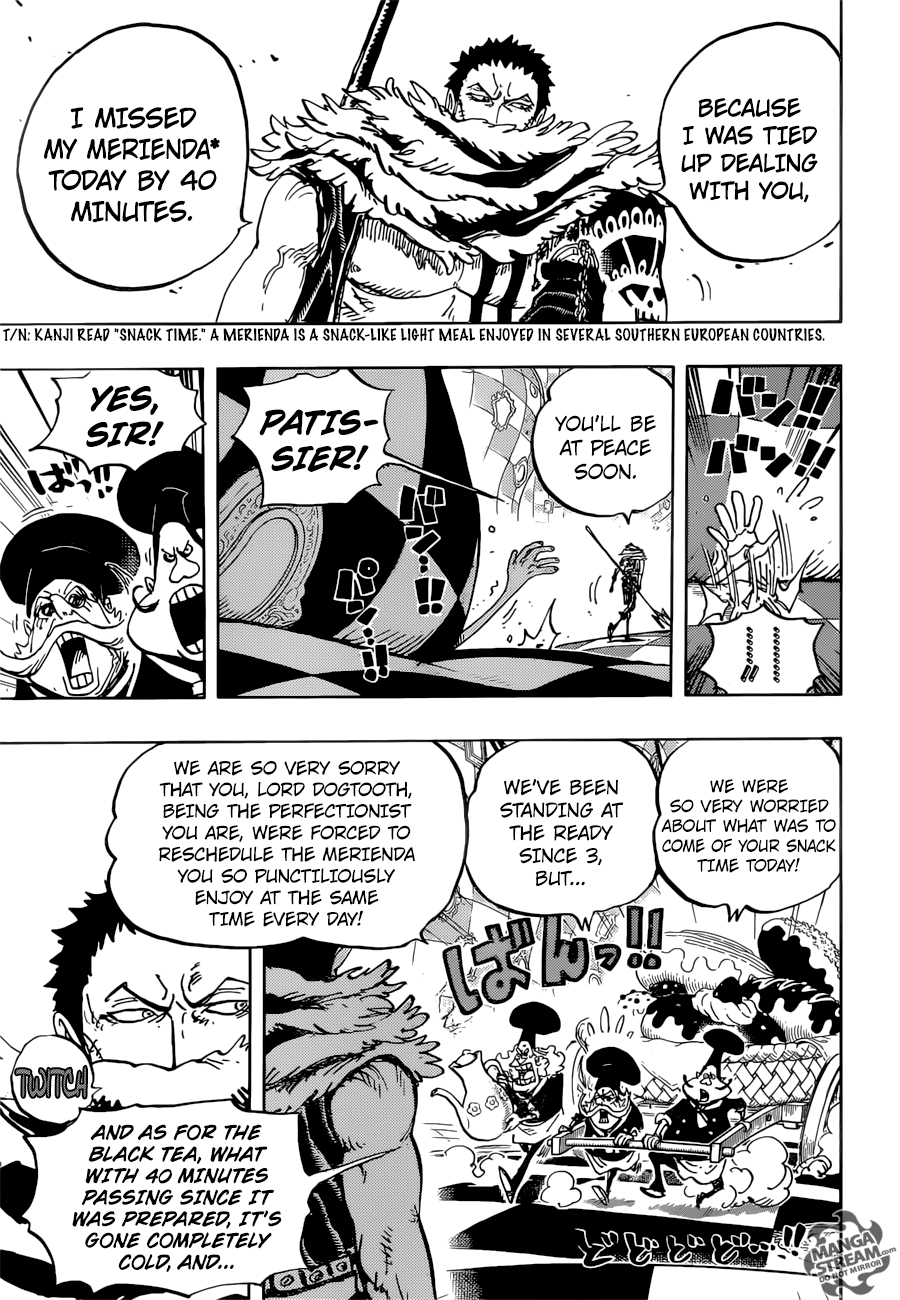 BECAUSE
I WAS TIED
UP DEALING
WITH YOU,
I MISSED
MY MERIENDA*
TODAY BY 40
MINUTES.
T/N: KANJI READ "SNACK TIME." A MERIENDA IS A SNACK-LIKE LIGHT MEAL ENJOYED IN SEVERAL SOUTHERN EUROPEAN COUNTRIES.
バン!!
バン!!
......!!
......!!
YOU'LL BE
AT PEACE
SOON.
PATIS-
SIER!
バン!!
バン!!
YES,
SIR!
ばっ!!
WE WERE
SO VERY WORRIED
ABOUT WHAT WAS TO
COME OF YOUR SNACK
TIME TODAY!
WE'VE BEEN
STANDING AT
THE READY
SINCE 3,
BUT...
WE ARE SO VERY SORRY
THAT YOU, LORD DOGTOOTH,
BEING THE PERFECTIONIST
YOU ARE, WERE FORCED TO
RESCHEDULE THE MERIENDA
YOU SO PUNCTILIOUSLY
ENJOY AT THE SAME
TIME EVERY DAY!
ばんっ!!
どどどど…!!
TWITCH
AND AS FOR THE
BLACK TEA, WHAT
WITH 40 MINUTES
PASSING SINCE IT
WAS PREPARED, IT'S
GONE COMPLETELY
COLD, AND...
MANGA
STREAM.com
DO NOT MIRROR